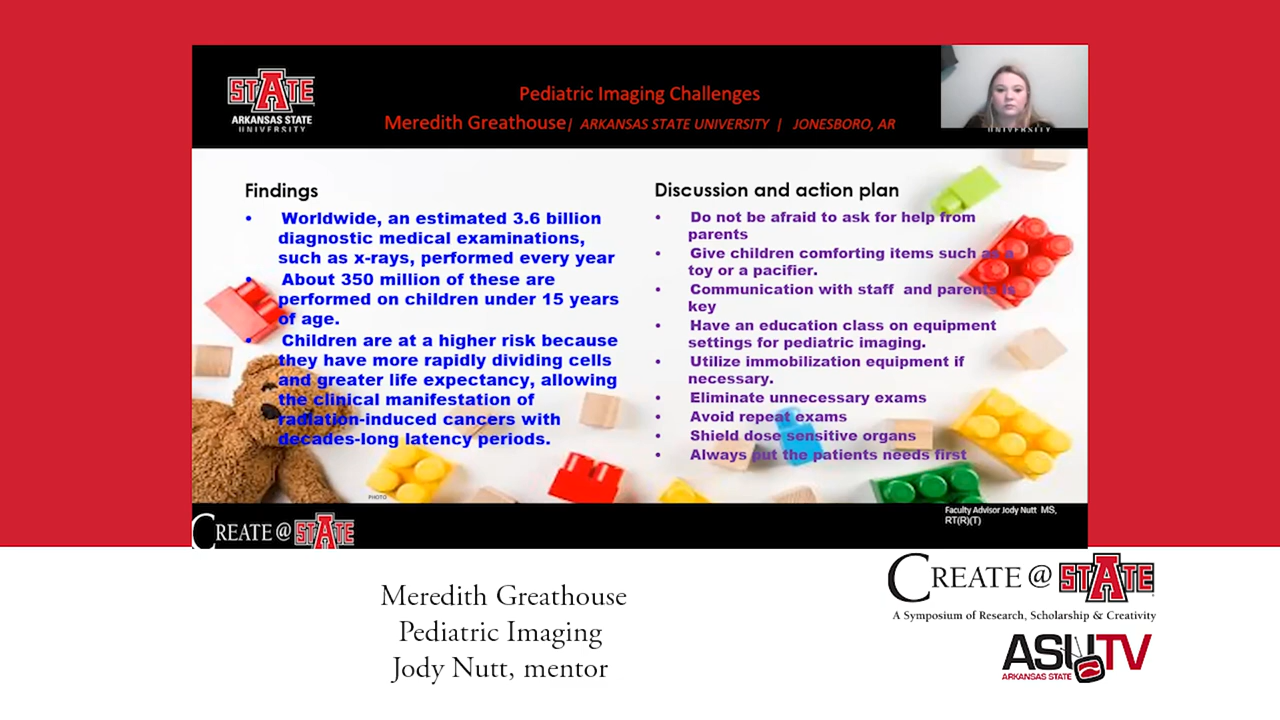 STATE
ARKANSAS STATE
UNIVERSITY
Pediatric Imaging Challenges
Meredith Greathouse| ARKANSAS STATE UNIVERSITY | JONESBORO, AR
UNIVERSITY
Findings
• Worldwide, an estimated 3.6 billion
diagnostic medical examinations,
such as x-rays, performed every year
• About 350 million of these are
performed on children under 15 years
of age.
• Children are at a higher risk because
they have more rapidly dividing cells
and greater life expectancy, allowing
the clinical manifestation of
radiation-induced cancers with
decades-long latency periods.
PHOTO
Discussion and action plan
• Do not be afraid to ask for help from
parents
• Give children comforting items such as a
toy or a pacifier.
• Communication with staff and parents is
key
• Have an education class on equipment
settings for pediatric imaging.
• Utilize immobilization equipment if
necessary.
• Eliminate unnecessary exams
• Avoid repeat exams
• Shield dose sensitive organs
• Always put the patients needs first
CREATE @ STATE
Faculty Advisor Jody Nutt MS,
RT(R)(T)
Meredith Greathouse
Pediatric Imaging
Jody Nutt, mentor
CREATE @ STATE
A Symposium of Research, Scholarship & Creativity
ASUTV
ARKANSAS STATE